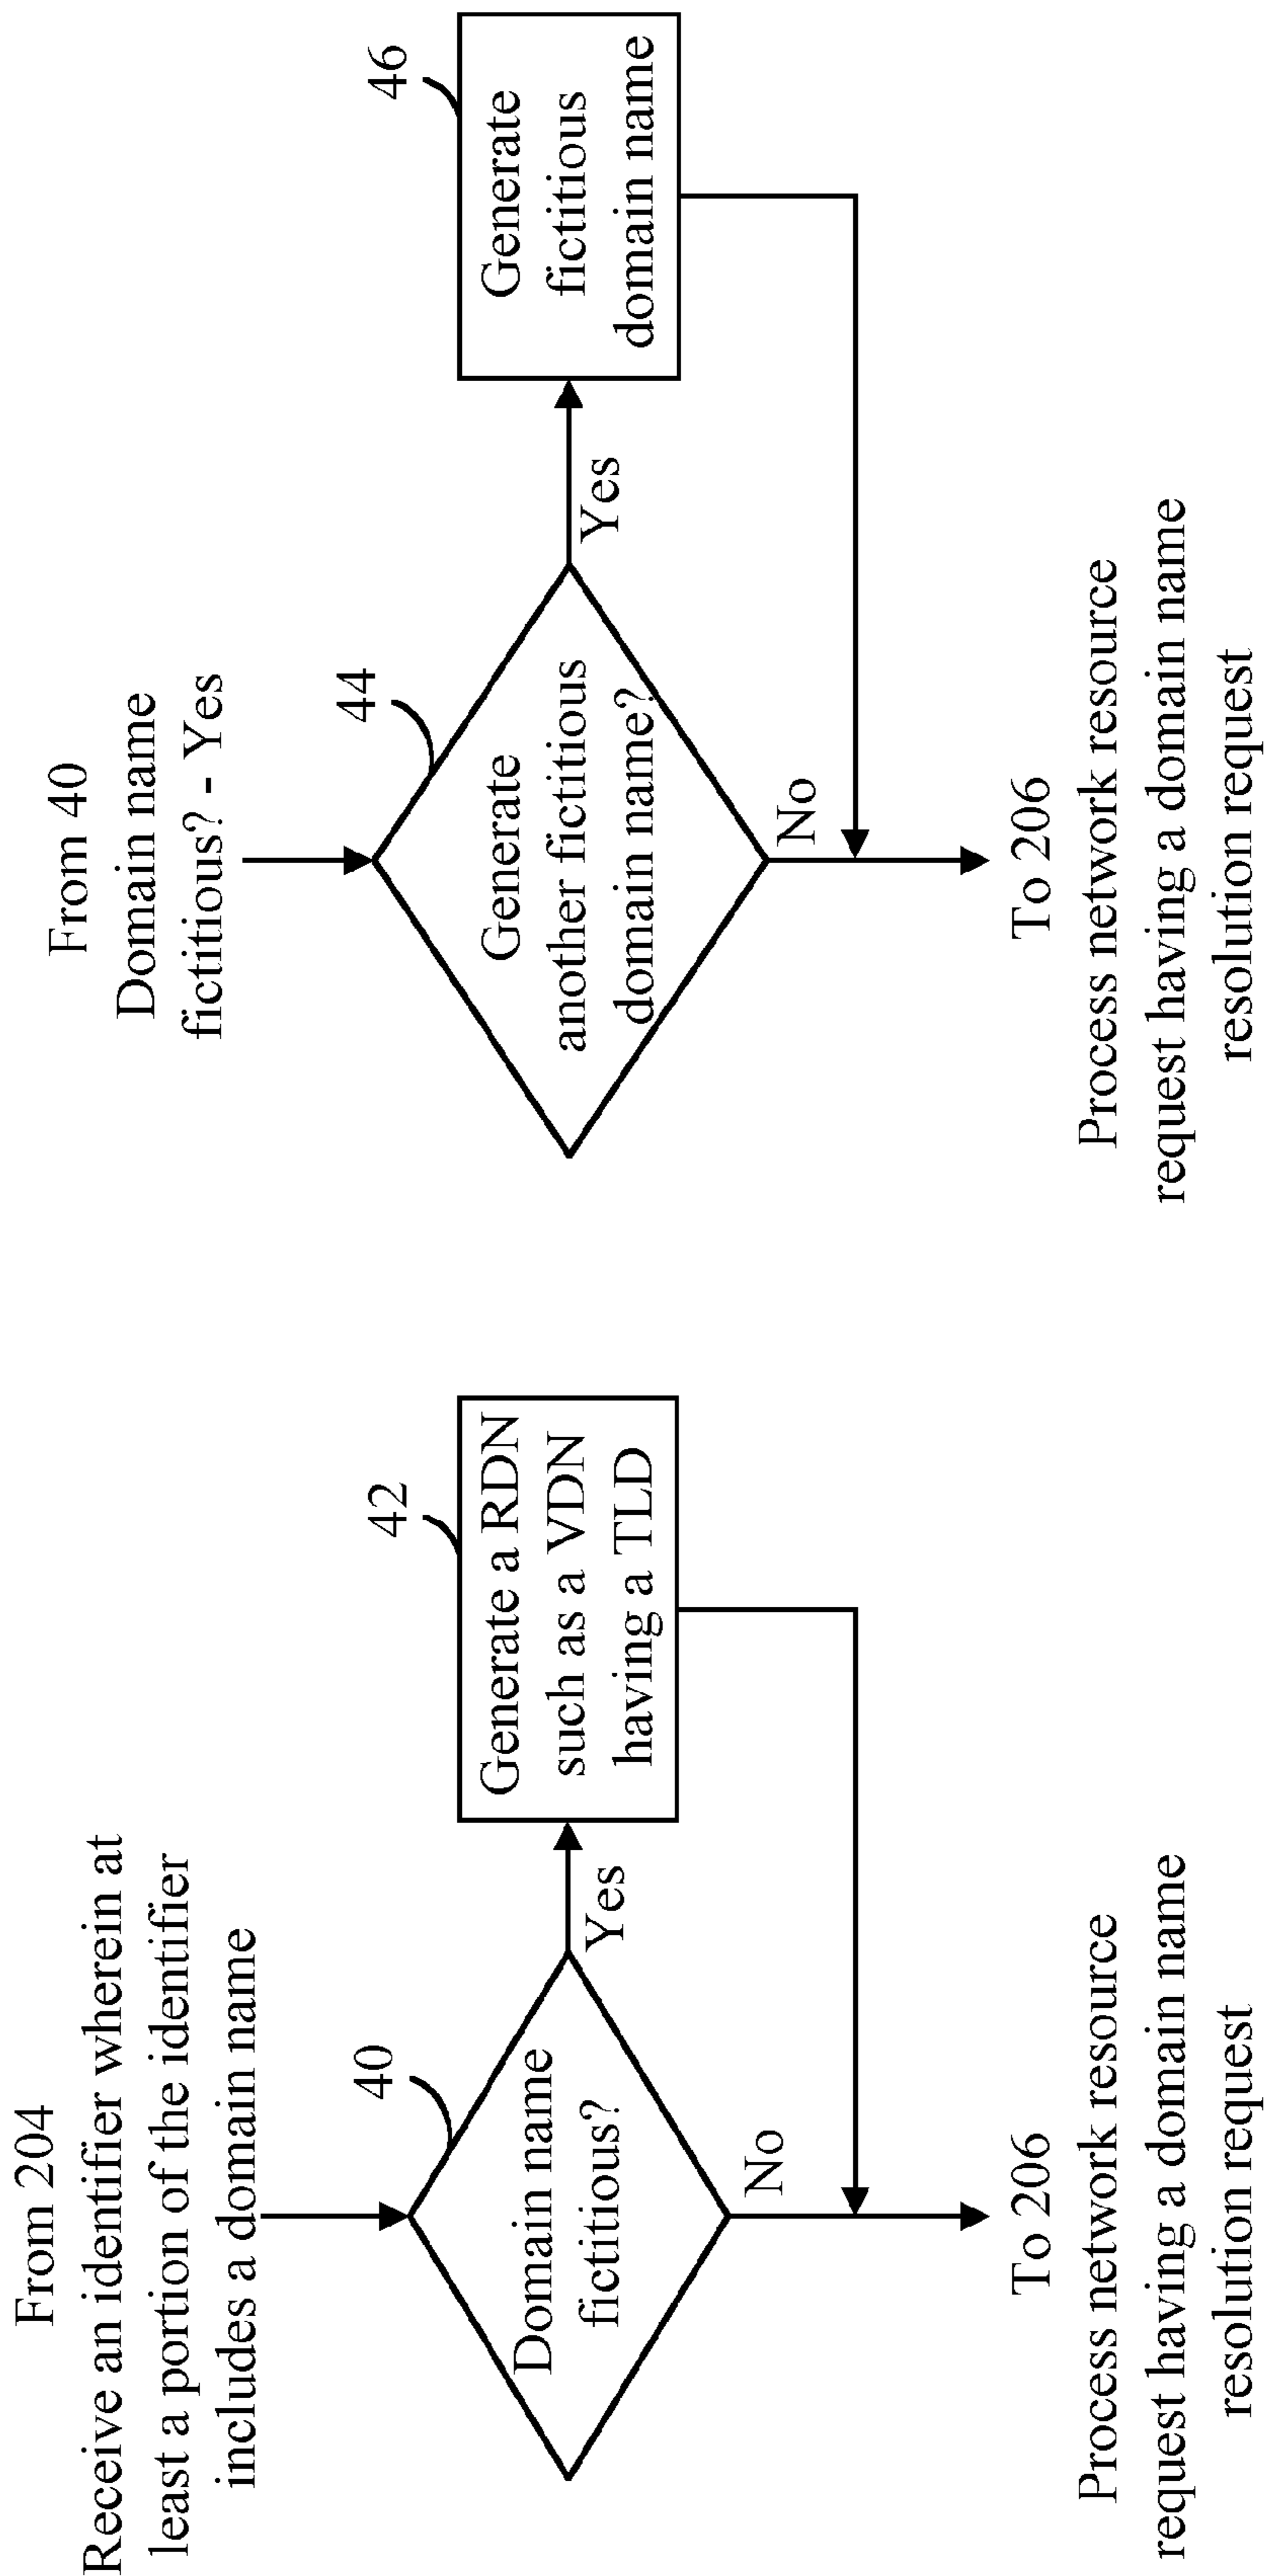 From 204
Receive an identifier wherein at
least a portion of the identifier
includes a domain name
40
Domain name
fictitious?
Yes
42
Generate a RDN
such as a VDN
having a TLD
No
To 206
Process network resource
request having a domain name
resolution request
From 40
Domain name
fictitious? - Yes
44
Generate
another fictitious
domain name?
Yes
46
Generate
fictitious
domain name
No
To 206
Process network resource
request having a domain name
resolution request